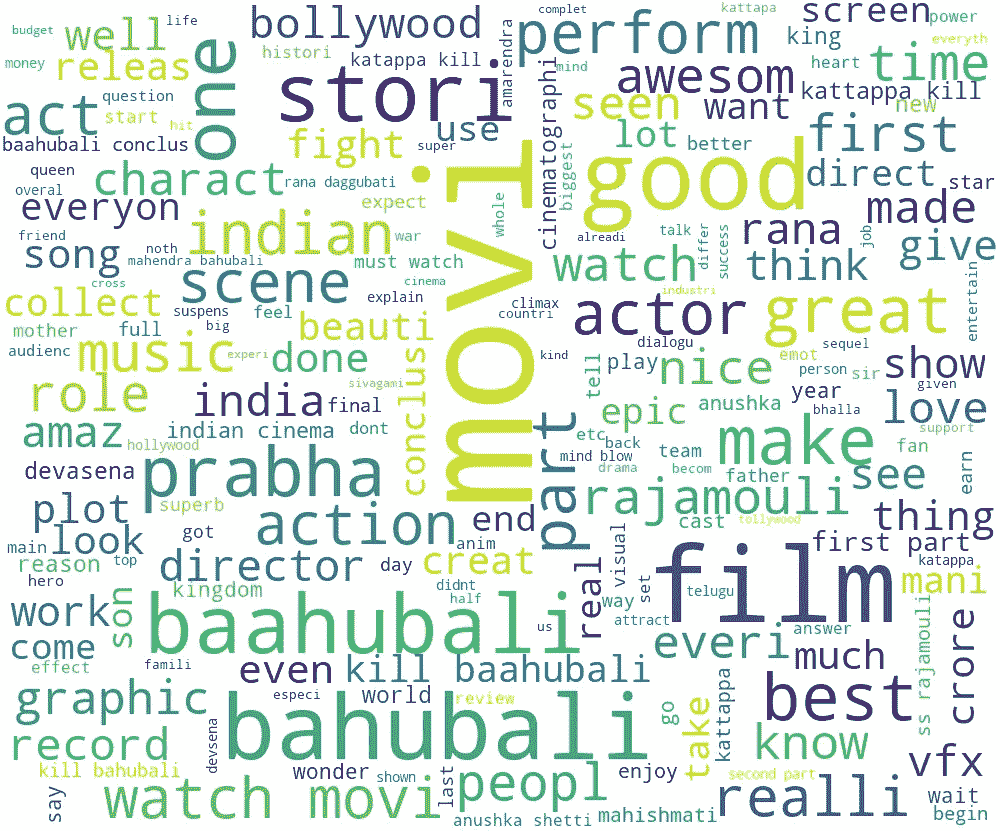 budget
life
bollywood
complet
kattapa
screen
power
well
one
stori
histori
katappa kill
amarendra
perform
mind
king
everyth
money
releas
question
awesom
heart
time
act
start
hit
fight
use
super
cinematographi
seen
want
kattappa kill
new
baahubali conclus
movi
good
lot
better
first
queen
overal
charact
rana daggubati
expect
whole
biggest
direct
star
everyon
indian
war
alreadi
talk
differ
success
rana
made
job
friend
song
noth
mahendra bahubali
must watch
watch
think
give
cross
scene
cinema
industri
entertain
collect
suspens
feel
explain
climax
countri
actor
great
mother
full
big
beauti
dialogu
sequel
audienc
music
experi
done
conclus
kind
tell
play
nice
emot
person
sir
show
role
sivagami
year
given
india
final
part
epic
anushka
bhalla
love
amaz
hollywood
indian cinema
dont
etc
back
make
support
fan
devasena
prabha
mind blow
team
drama
becom
father
see
earn
superb
rajamouli
plot
action
end
cast
tollywood
thing
main
look
got
anim
first part
reason
top
director
day
creat
real
visual
film
katappa
hero
kingdom
didnt
half
set
telugu
mani
work
son
baahubali
us
way
attract
ss rajamouli
crore
come
everi
answer
effect
famili
even
kill
baahubali
much
graphic
especi
world
review
go
take
kattappa
best
record
devsena
bahubali
know
vfx
kill bahubali
wonder
shown
last
peopl
enjoy
second part
say
watch movi
anushka shetti
mahishmati
realli
wait
begin